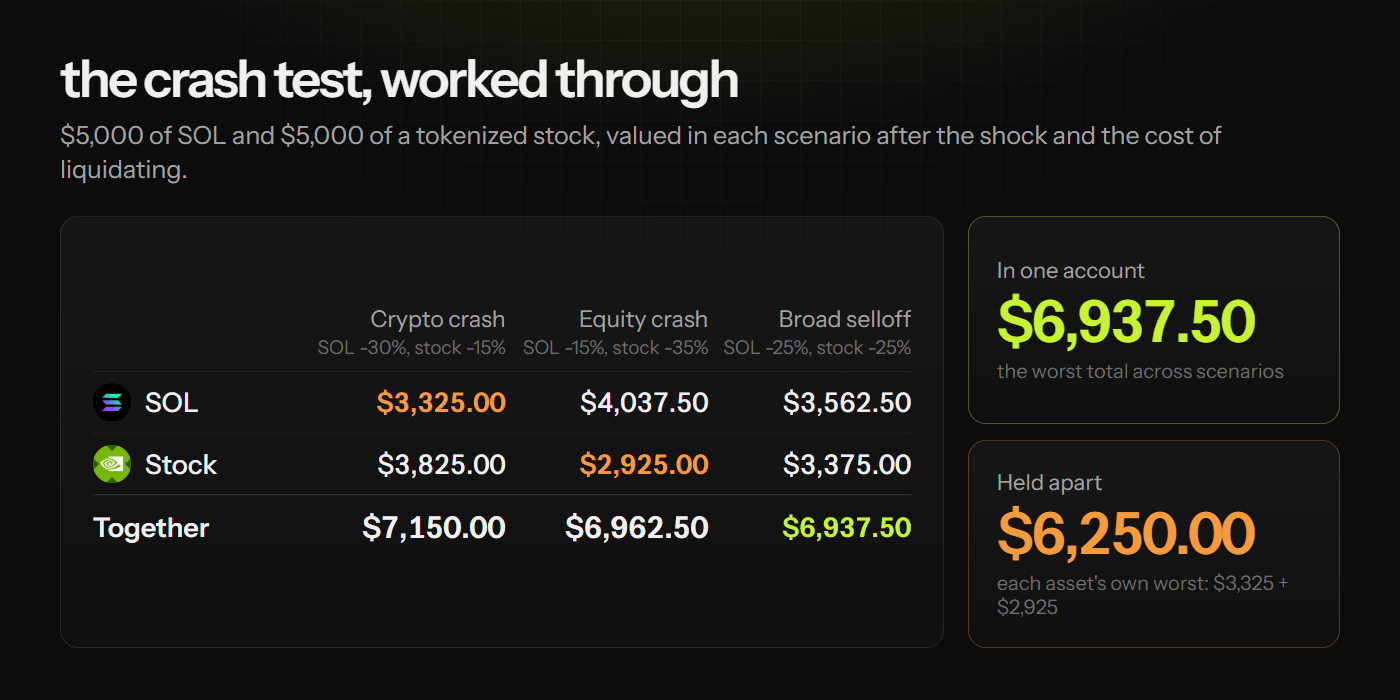 the crash test, worked through
$5,000 of SOL and $5,000 of a tokenized stock, valued in each scenario after the shock and the cost of
liquidating.
Crypto crash Equity crash Broad selloff
SOL -30%, stock -15% SOL -15%, stock -35% SOL -25%, stock -25%
SOL $3,325.00 $4,037.50 $3,562.50
Stock $3,825.00 $2,925.00 $3,375.00
Together $7,150.00 $6,962.50 $6,937.50
In one account
$6,937.50
the worst total across scenarios
Held apart
$6,250.00
each asset's own worst: $3,325 +
$2,925